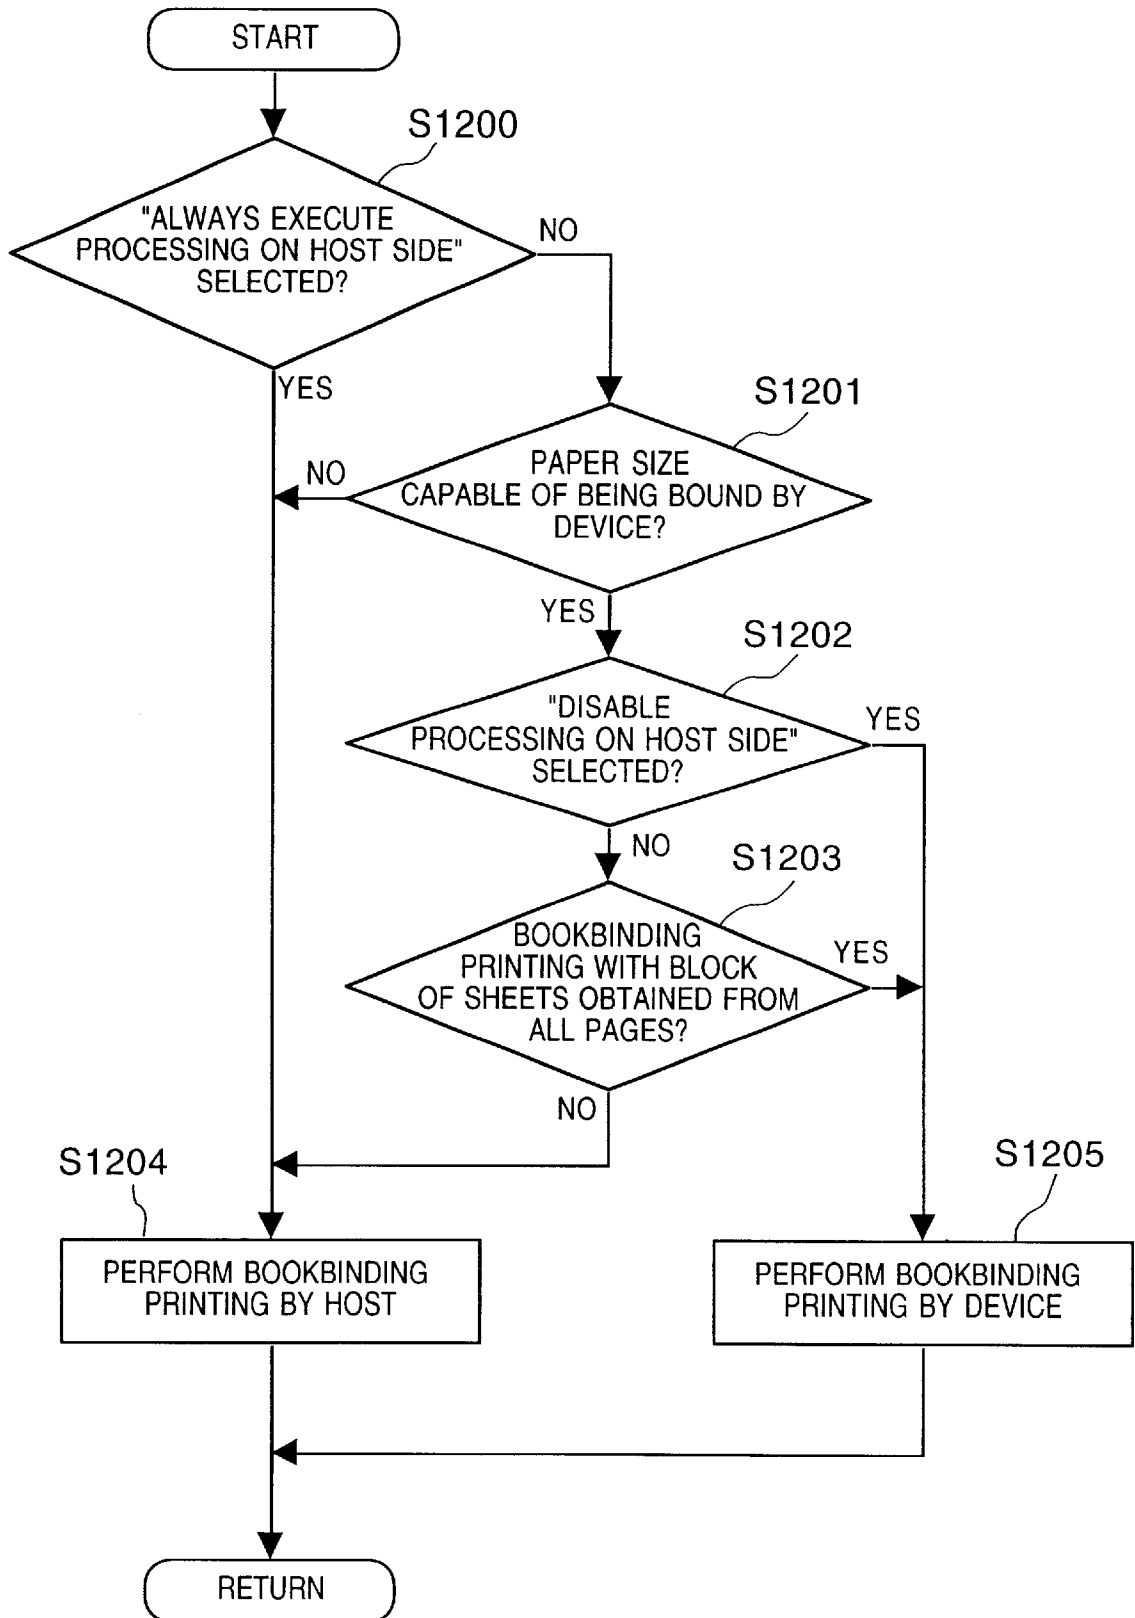 START
S1200
"ALWAYS EXECUTE
PROCESSING ON HOST SIDE"
SELECTED?
NO
YES
S1201
PAPER SIZE
CAPABLE OF BEING BOUND BY
DEVICE?
NO
YES
S1202
"DISABLE
PROCESSING ON HOST SIDE"
SELECTED?
YES
NO
S1203
BOOKBINDING
PRINTING WITH BLOCK
OF SHEETS OBTAINED FROM
ALL PAGES?
YES
NO
S1204
PERFORM BOOKBINDING
PRINTING BY HOST
S1205
PERFORM BOOKBINDING
PRINTING BY DEVICE
RETURN